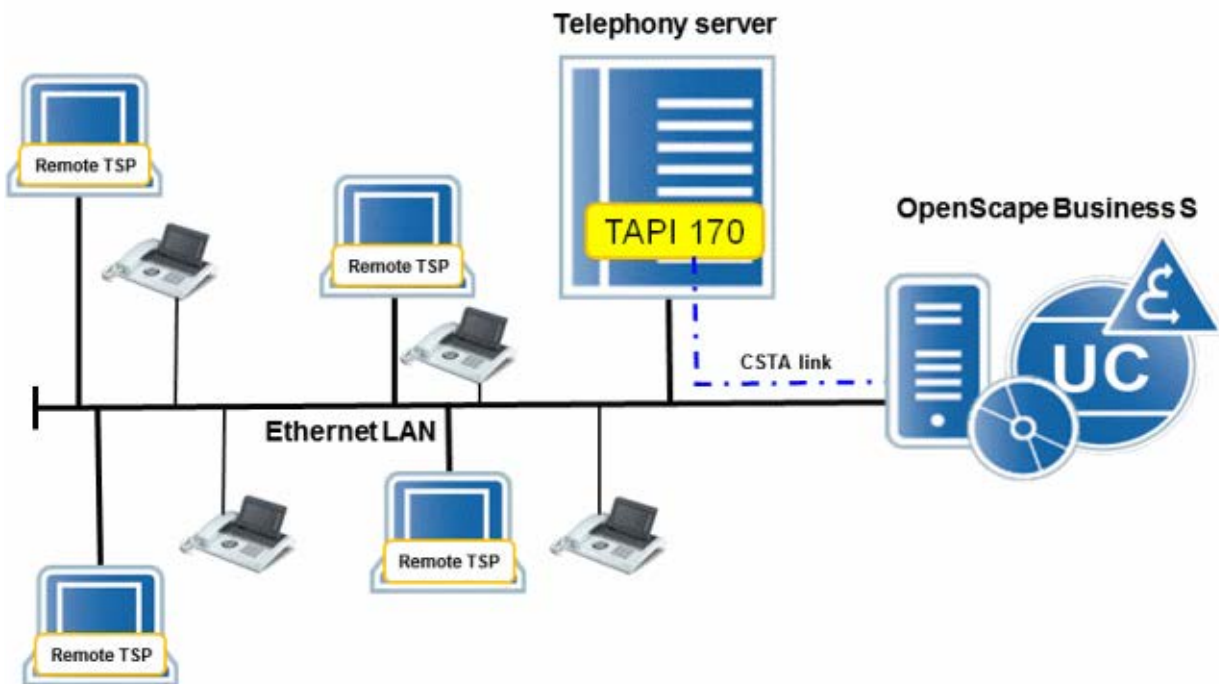 Telephony server
Remote TSP
Remote TSP
TAPI 170
OpenScape Business S
UC
CSTA link
Ethernet LAN
Remote TSP
Remote TSP